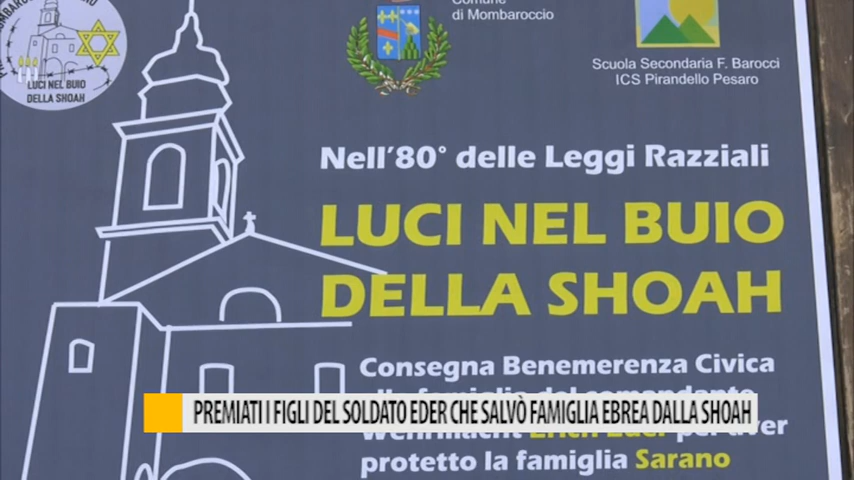 LUCI NEL BUIO
DELLA SHOAH
Comune
di Mombaroccio
Scuola Secondaria F. Barocci
ICS Pirandello Pesaro
Nell'80° delle Leggi Razziali
LUCI NEL BUIO
DELLA SHOAH
Consegna Benemerenza Civica
PREMIATI I FIGLI DEL SOLDATO EDER CHE SALVÒ FAMIGLIA EBREA DALLA SHOAH
protetto la famiglia Sarano